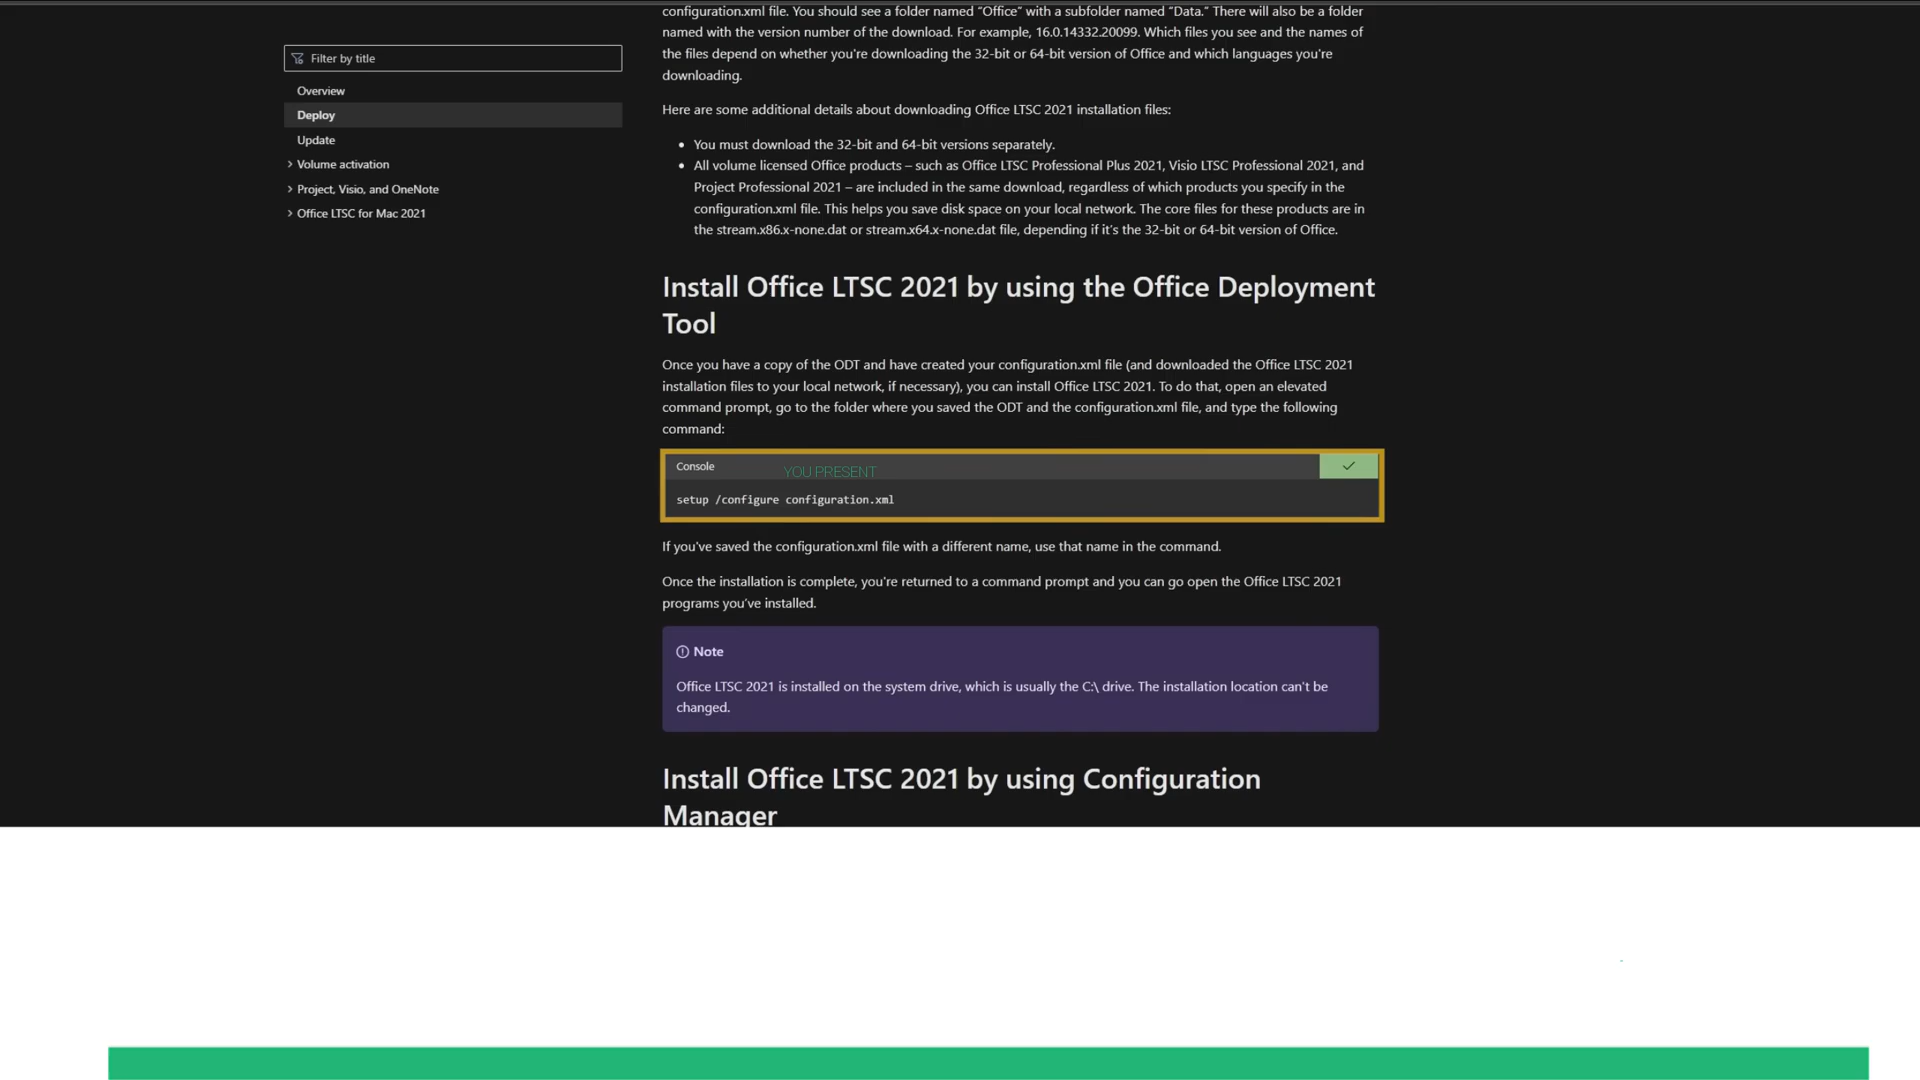 configuration.xml file. You should see a folder named “Office” with a subfolder named “Data.” There will also be a folder
named with the version number of the download. For example, 16.0.14332.20099. Which files you see and the names of
the files depend on whether you're downloading the 32-bit or 64-bit version of Office and which languages you're
downloading.
Filter by title
Overview
Deploy
Update
Volume activation
Project, Visio, and OneNote
Office LTSC for Mac 2021
Here are some additional details about downloading Office LTSC 2021 installation files:
• You must download the 32-bit and 64-bit versions separately.
• All volume licensed Office products – such as Office LTSC Professional Plus 2021, Visio LTSC Professional 2021, and
Project Professional 2021 – are included in the same download, regardless of which products you specify in the
configuration.xml file. This helps you save disk space on your local network. The core files for these products are in
the stream.x86.x-none.dat or stream.x64.x-none.dat file, depending if it’s the 32-bit or 64-bit version of Office.
Install Office LTSC 2021 by using the Office Deployment
Tool
Once you have a copy of the ODT and have created your configuration.xml file (and downloaded the Office LTSC 2021
installation files to your local network, if necessary), you can install Office LTSC 2021. To do that, open an elevated
command prompt, go to the folder where you saved the ODT and the configuration.xml file, and type the following
command:
Console
YOU PRESENT
setup /configure configuration.xml
If you've saved the configuration.xml file with a different name, use that name in the command.
Once the installation is complete, you're returned to a command prompt and you can go open the Office LTSC 2021
programs you’ve installed.
Note
Office LTSC 2021 is installed on the system drive, which is usually the C:\ drive. The installation location can't be
changed.
Install Office LTSC 2021 by using Configuration
Manager